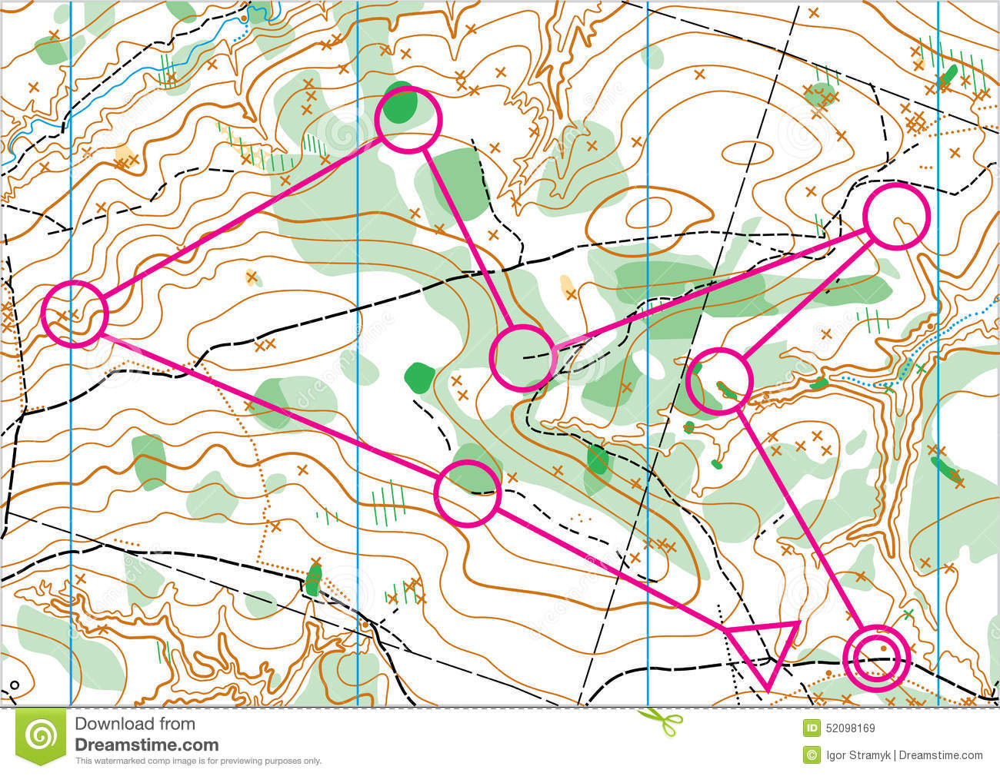 Download from
Dreamstime.com
This watermarked comp image is for previewing purposes only.
ID 52098169
© Igor Stramyk | Dreamstime.com